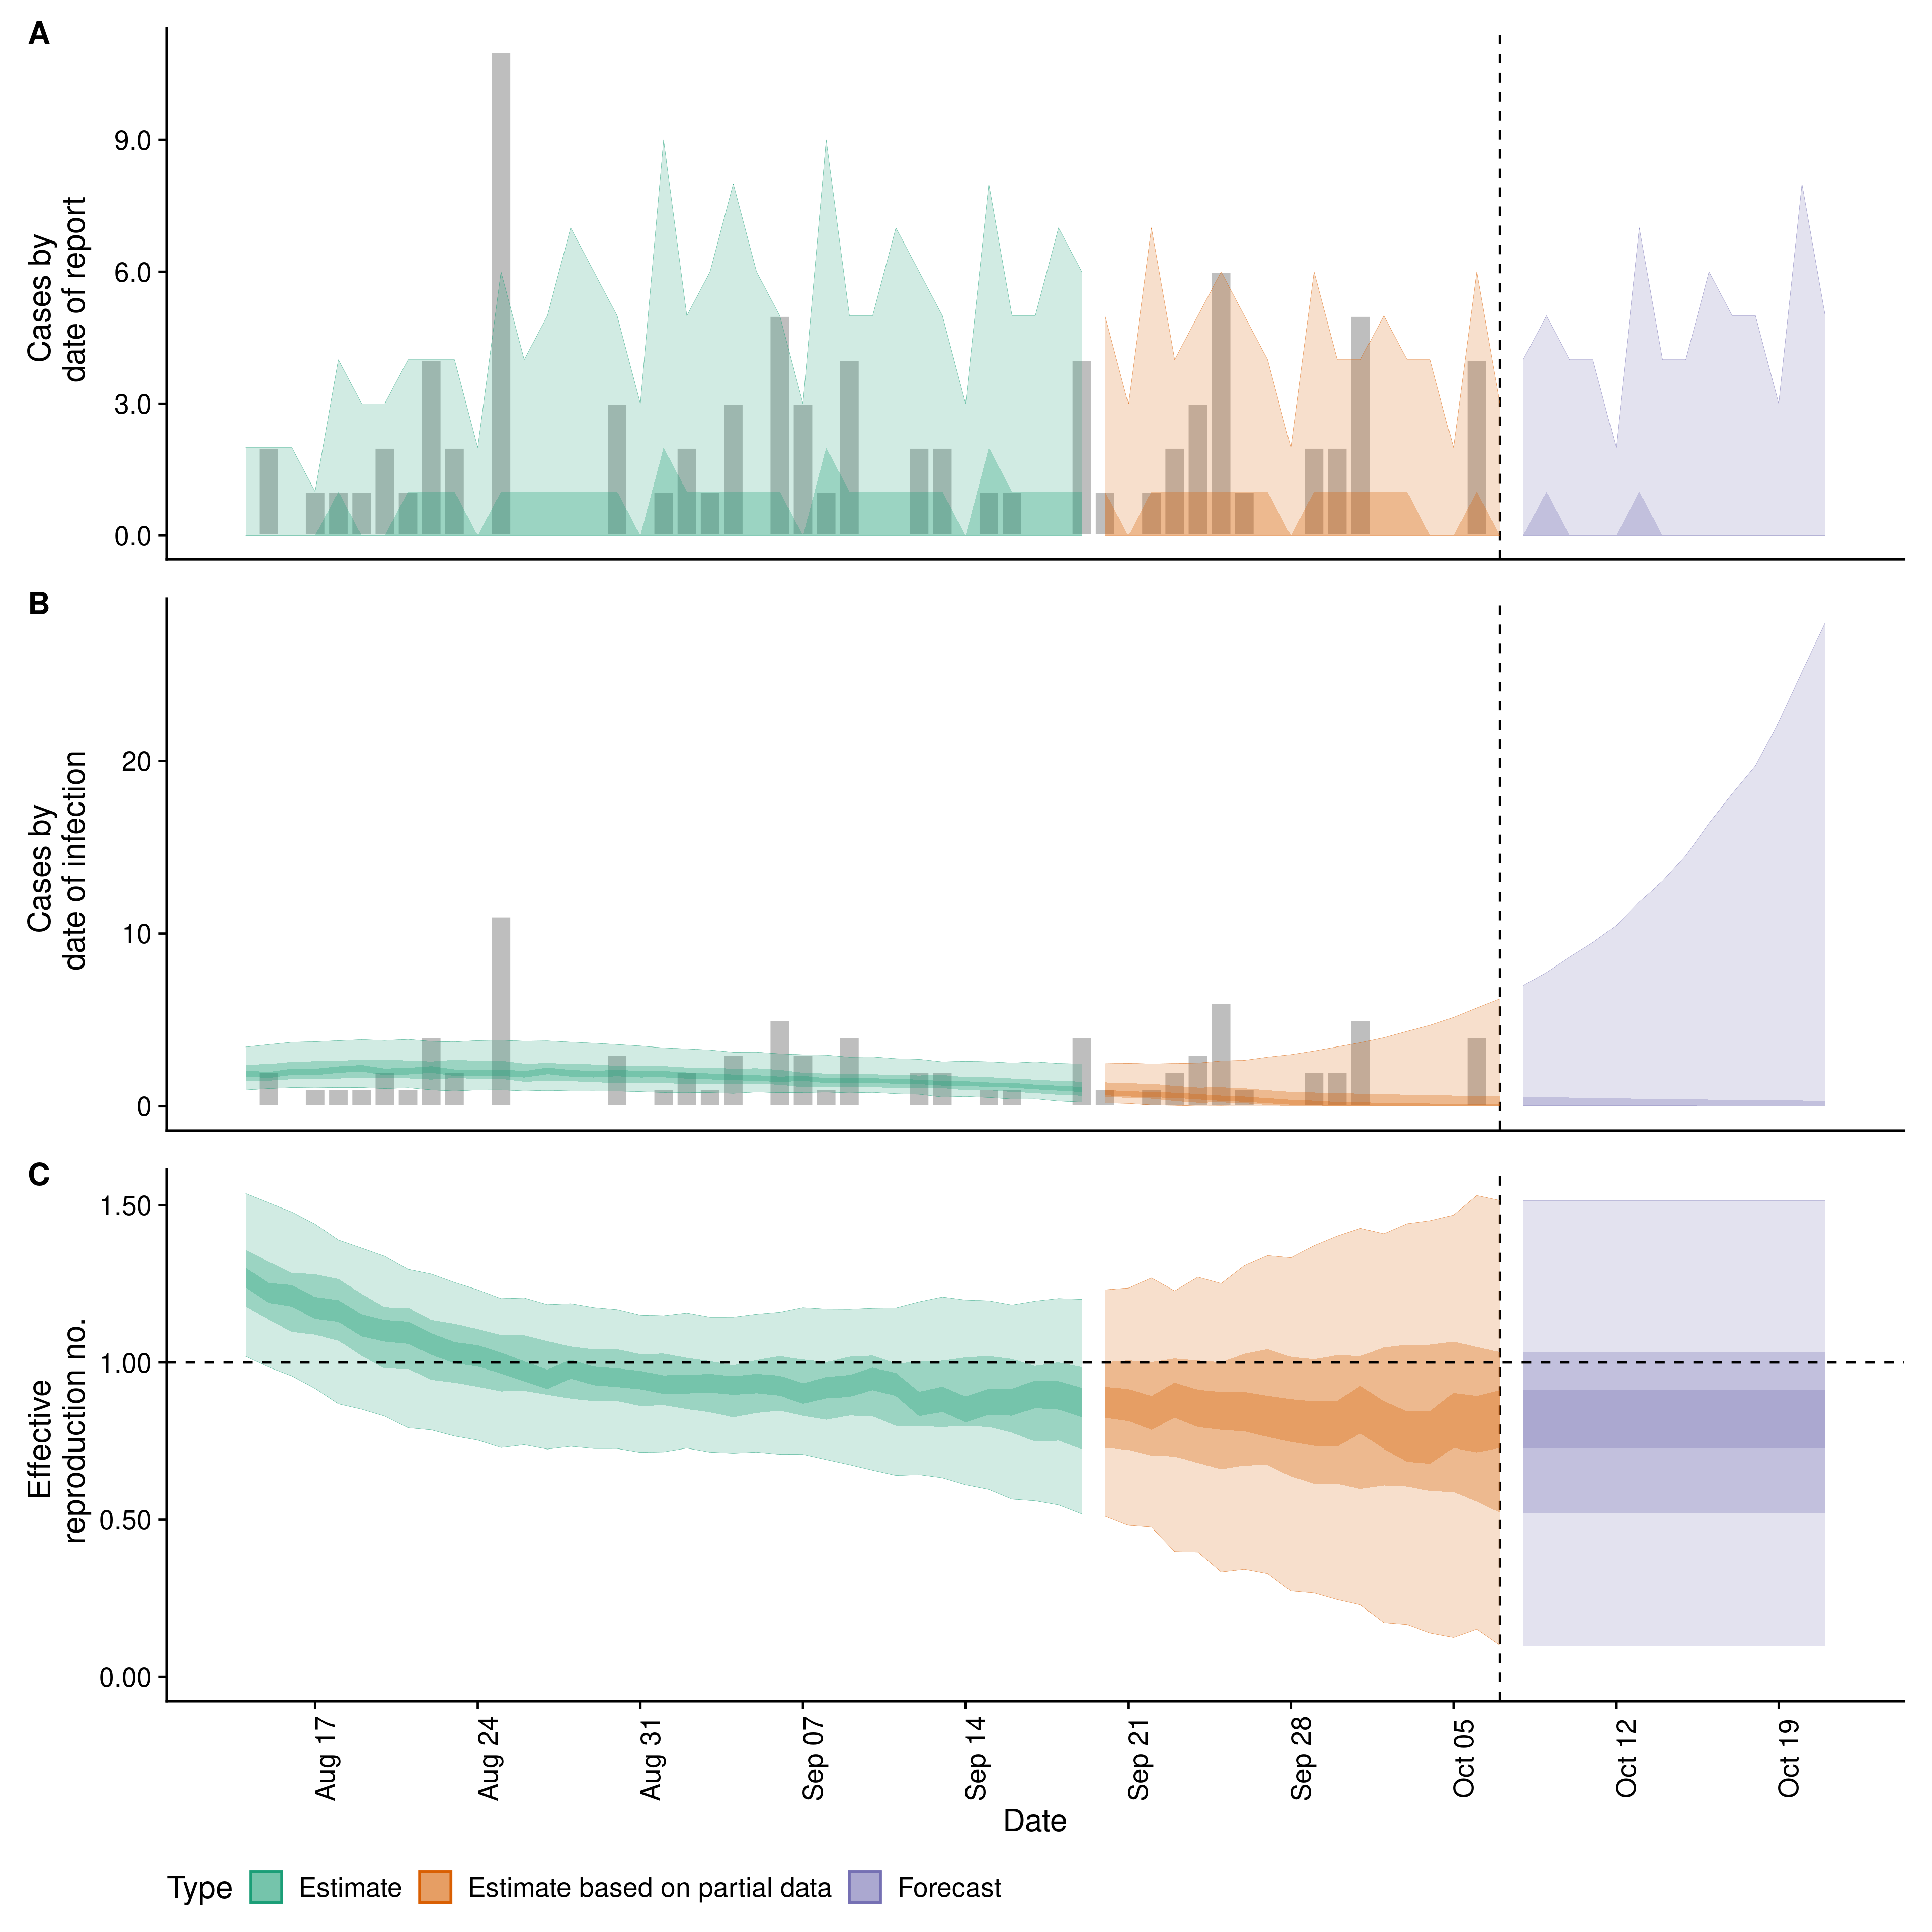 A
Cases by
date of report
9.0
6.0
3.0
0.0
B
Cases by
date of infection
20
10
0
C
Effective
reproduction no.
1.50
1.00
0.50
0.00
Aug 17
Aug 24
Aug 31
Sep 07
Sep 14
Sep 21
Sep 28
Oct 05
Oct 12
Oct 19
Date
Type Estimate Estimate based on partial data Forecast